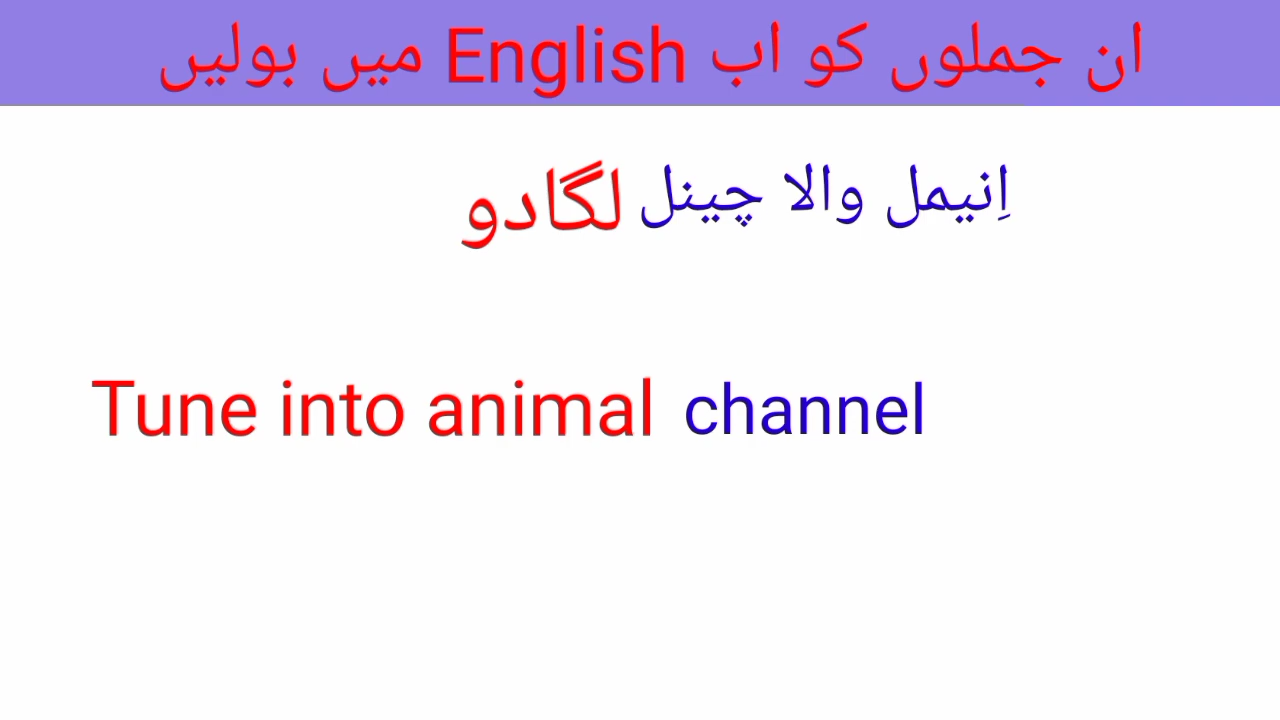 ان جملوں کو اب English میں بولیں
اِنیمل والا چینل لگادو
Tune into animal channel